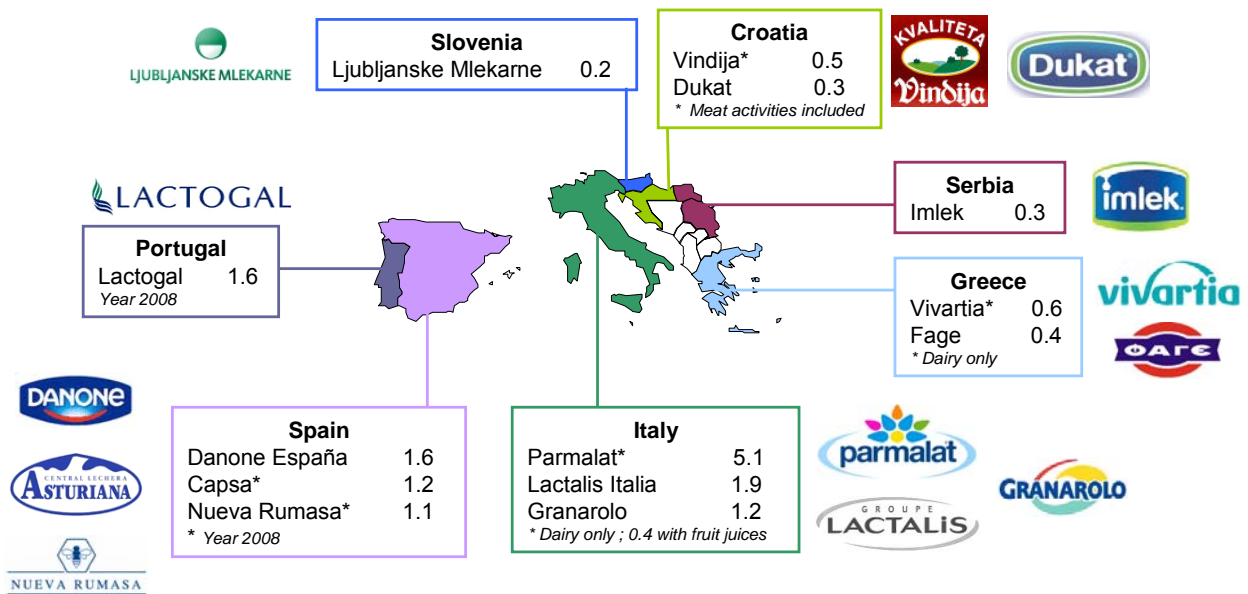 LJUBLJANSKE MLEKARNE
Slovenia
Ljubljanske Mlekarne 0.2
Croatia
Vindija* 0.5
Dukat 0.3
* Meat activities included
KVALITETA
Vindija
Dukat
LACTOGAL
Portugal
Lactogal 1.6
Year 2008
Serbia
Imlek 0.3
imlek
Greece
Vivartia* 0.6
Fage 0.4
* Dairy only
vivartia
ΦΑΓΕ
DANONE
CENTRAL LECHERA
ASTURIANA
NUEVA RUMASA
Spain
Danone España 1.6
Capsa* 1.2
Nueva Rumasa* 1.1
* Year 2008
Italy
Parmalat* 5.1
Lactalis Italia 1.9
Granarolo 1.2
* Dairy only ; 0.4 with fruit juices
parmalat
GRANAROLO
GROUPE
LACTALIS